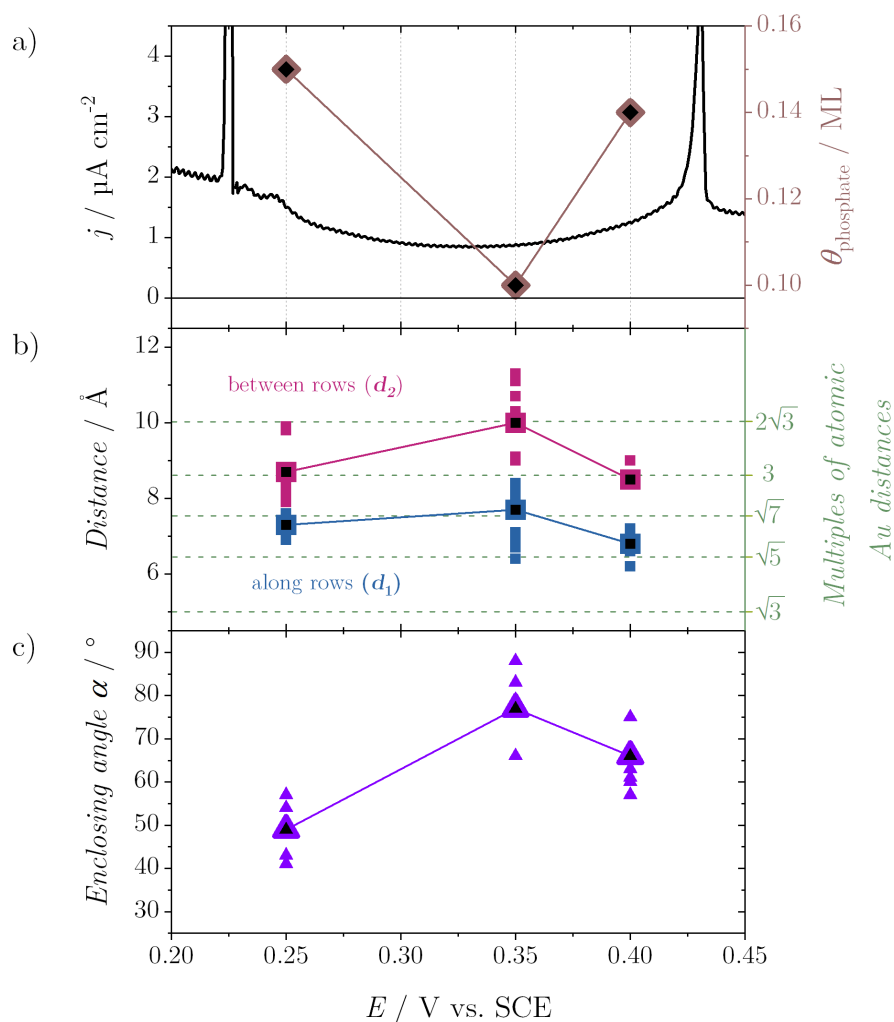 a)
j / µA cm⁻²
4
3
2
1
0
0.16
0.14
0.12
0.10
θphosphate / ML
b)
Distance / Å
12
10
8
6
between rows (d₂)
along rows (d₁)
2√3
3
√7
√5
√3
Multiples of atomic
Au distances
c)
Enclosing angle α / °
90
80
70
60
50
40
30
0.20
0.25
0.30
0.35
0.40
0.45
E / V vs. SCE